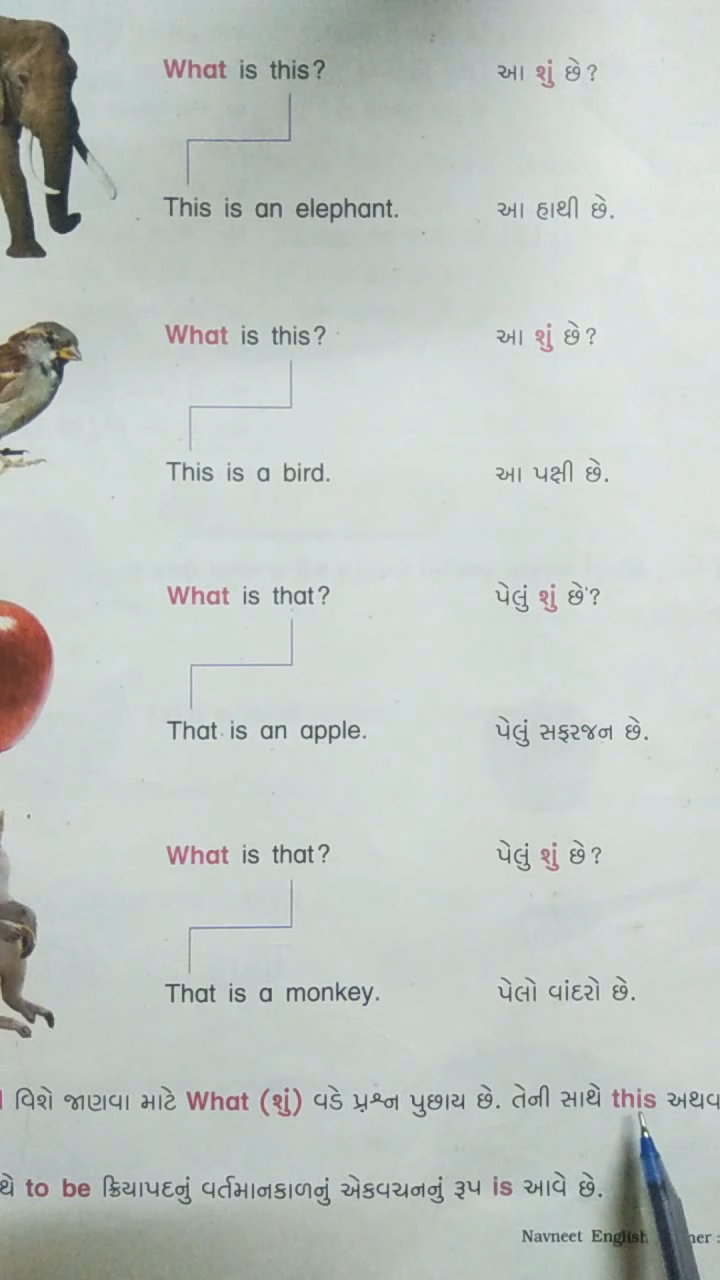 What is this? આ શું છે?
This is an elephant. આ હાથી છે.
What is this? આ શું છે?
This is a bird. આ પક્ષી છે.
What is that? પેલું શું છે?
That is an apple. પેલું સફરજન છે.
What is that? પેલું શું છે?
That is a monkey. પેલો વાંદરો છે.
વિશે જાણવા માટે What (શું) વડે પ્રશ્ન પુછાય છે. તેની સાથે this
to be ક્રિયાપદનું વર્તમાનકાળનું એકવચનનું રૂપ is આવે છે.
Navneet English